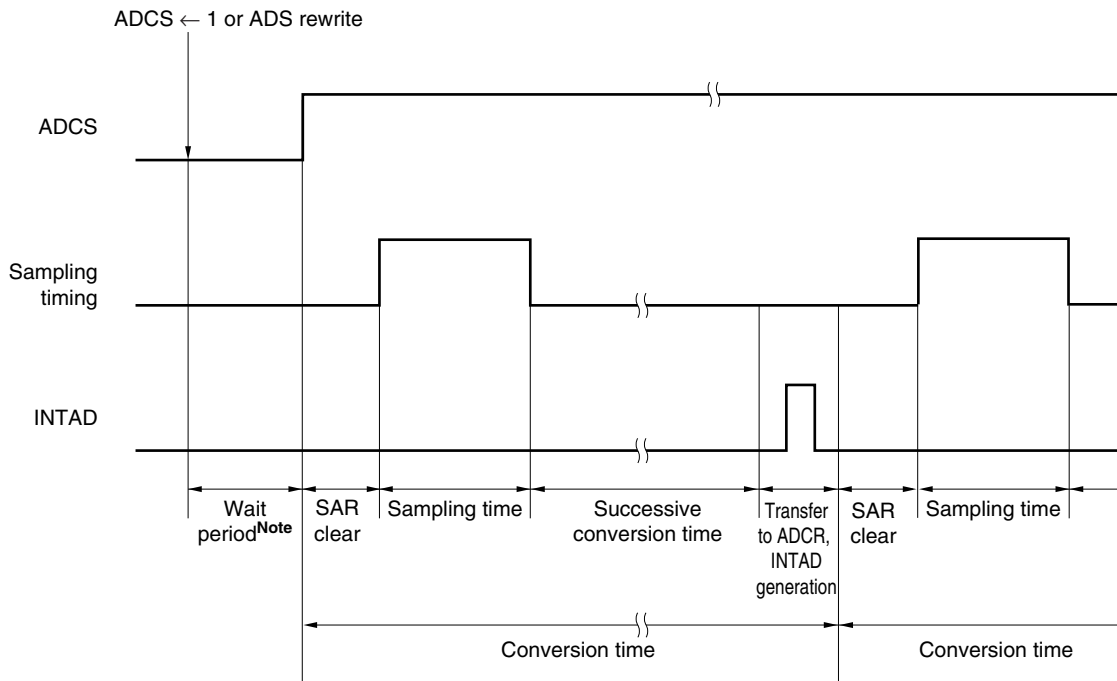 ADCS ← 1 or ADS rewrite
ADCS
Sampling
timing
INTAD
Wait
periodNote
SAR
clear
Sampling time
Successive
conversion time
Transfer
to ADCR,
INTAD
generation
SAR
clear
Sampling time
Conversion time
Conversion time